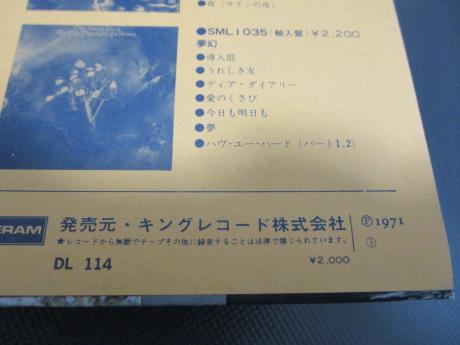 ●夜（サテンの夜）
●SML1035（輸入盤）¥2,200
夢幻
●導入部
●うれしき友
●ディア・ダイアリー
●愛のくさび
●今日も明日も
●夢
●ハヴ・ユー・ハード（パート1,2）
ERAM 発売元・キングレコード株式会社 Ⓟ1971
★レコードから無断でテープその他に録音することは法律で禁じられています。
DL 114 ¥2,000